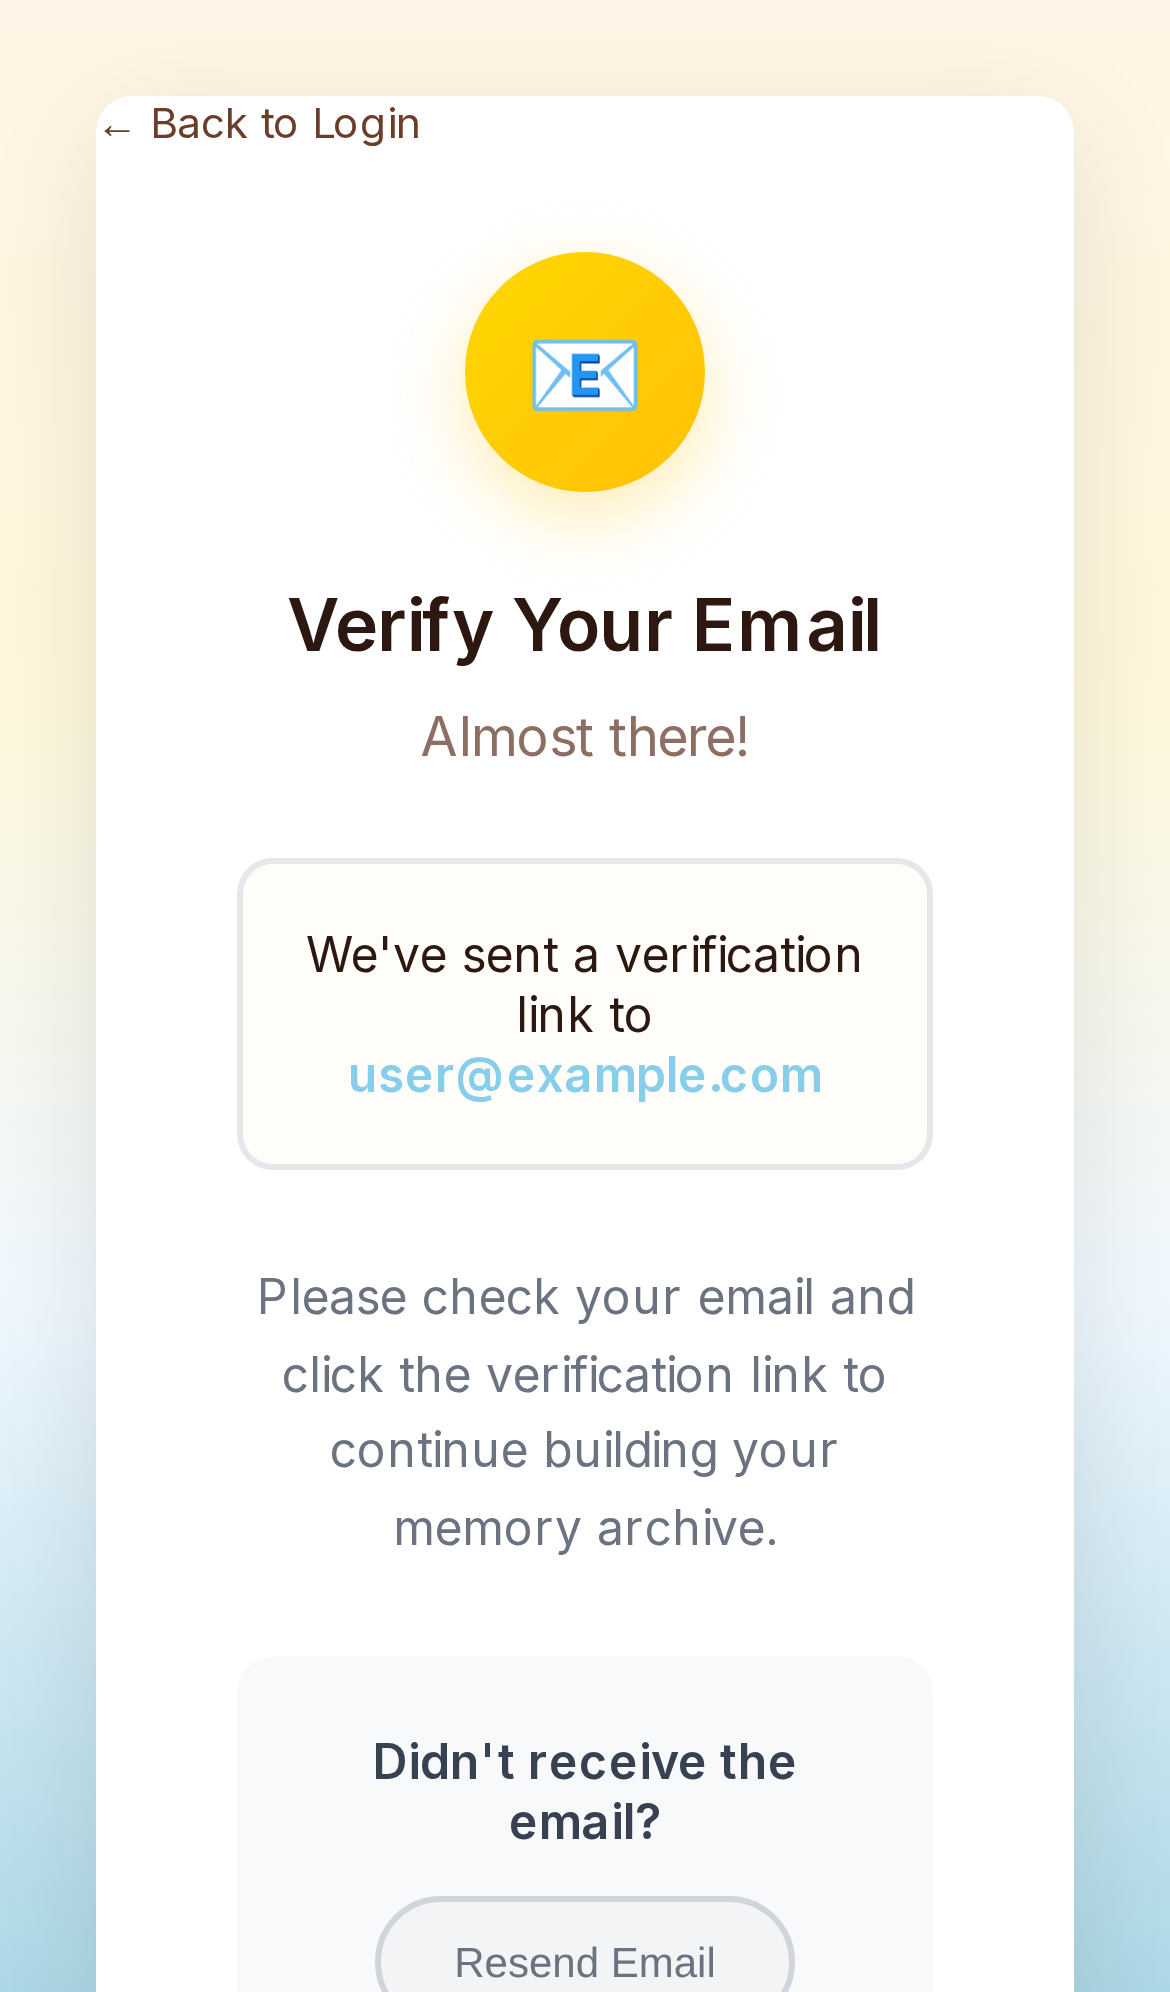 ← Back to Login
E
Verify Your Email
Almost there!
We've sent a verification
link to
user@example.com
Please check your email and
click the verification link to
continue building your
memory archive.
Didn't receive the
email?
Resend Email